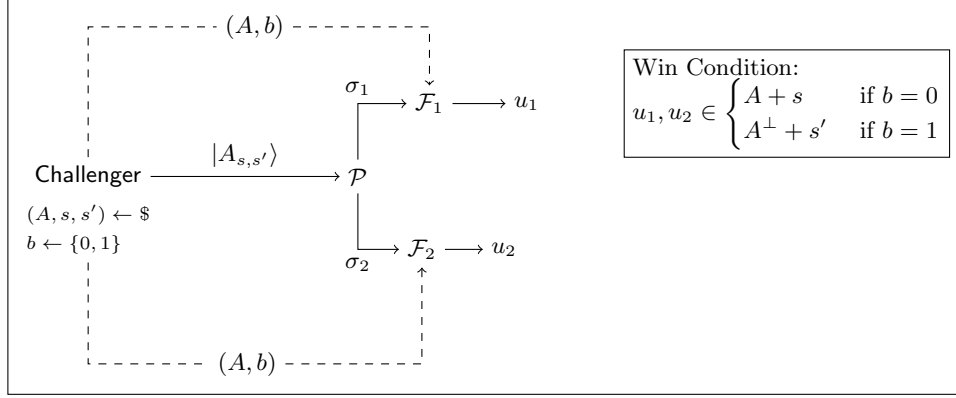 (A, b)
σ₁
𝓕₁
u₁
Win Condition:
u₁, u₂ ∈ { A + s if b = 0
A^⊥ + s′ if b = 1
|A_{s,s′}⟩
Challenger
𝒫
(A, s, s′) ← $
b ← {0, 1}
σ₂
𝓕₂
u₂
(A, b)